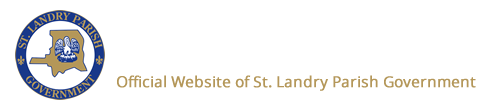 ST. LANDRY PARISH
GOVERNMENT
Official Website of St. Landry Parish Government